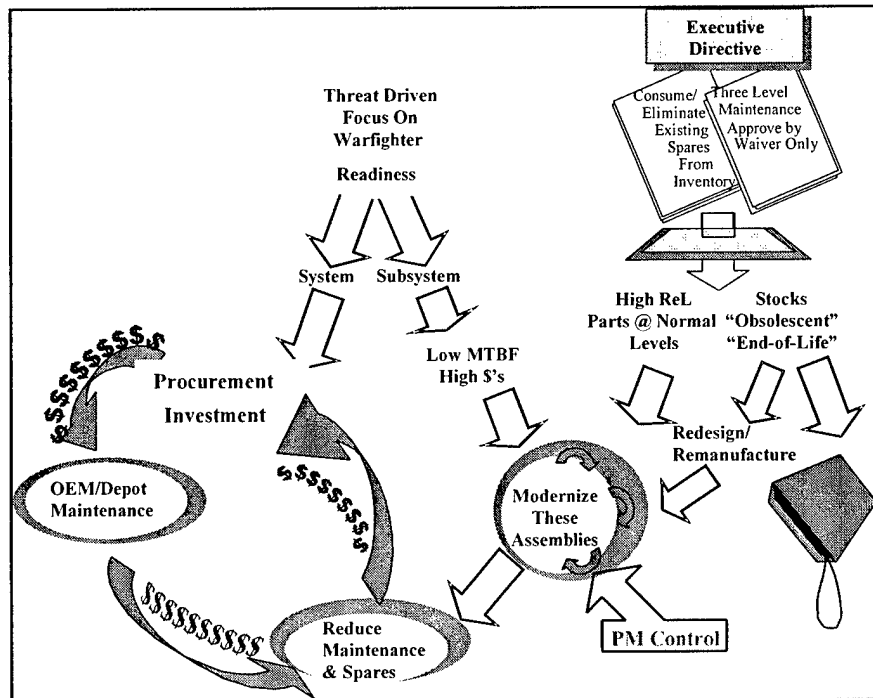 Executive
Directive
Consume/
Eliminate
Existing
Spares
From
Inventory
Three Level
Maintenance
Approve by
Waiver Only
Threat Driven
Focus On
Warfighter
Readiness
System
Subsystem
High ReL
Parts @ Normal
Levels
Stocks
"Obsolescent"
"End-of-Life"
Low MTBF
High $'s
$$$$$$$$$$
Procurement
Investment
Redesign/
Remanufacture
OEM/Depot
Maintenance
$$$$$$$$$
Modernize
These
Assemblies
$$$$$$$$$$
Reduce
Maintenance
& Spares
PM Control